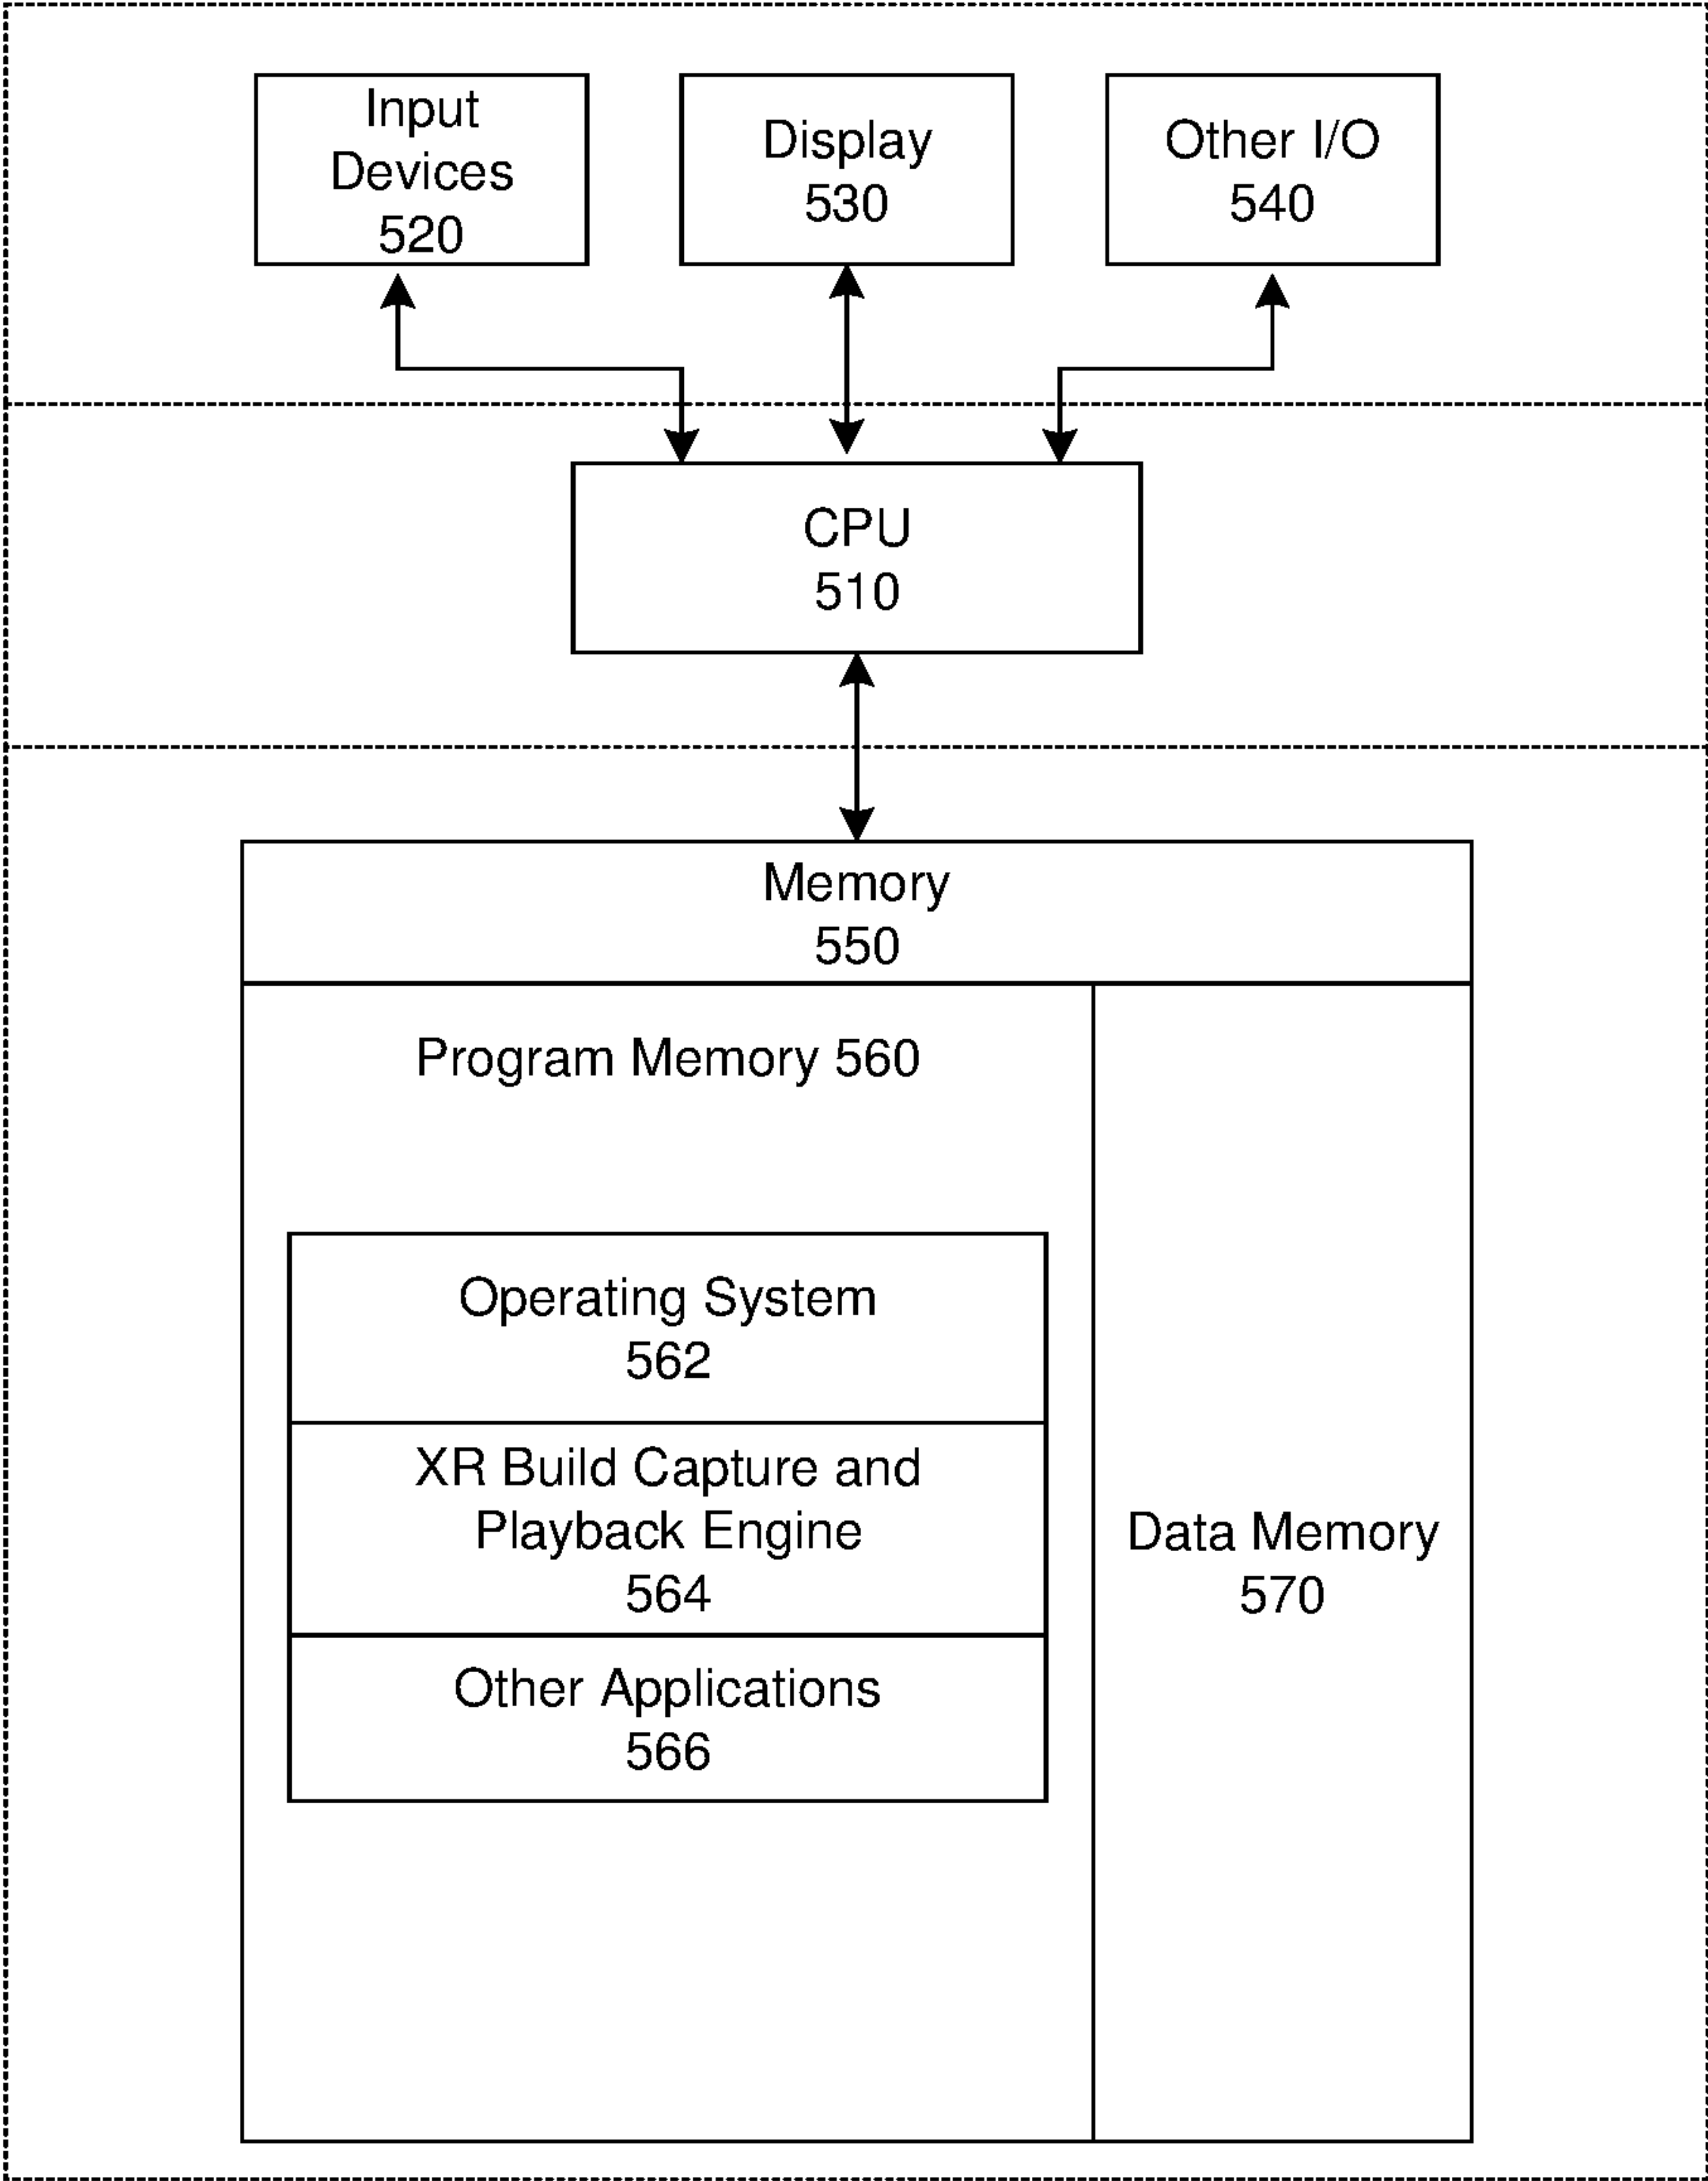 Input
Devices
520
Display
530
Other I/O
540
CPU
510
Memory
550
Program Memory 560
Operating System
562
XR Build Capture and
Playback Engine
564
Other Applications
566
Data Memory
570